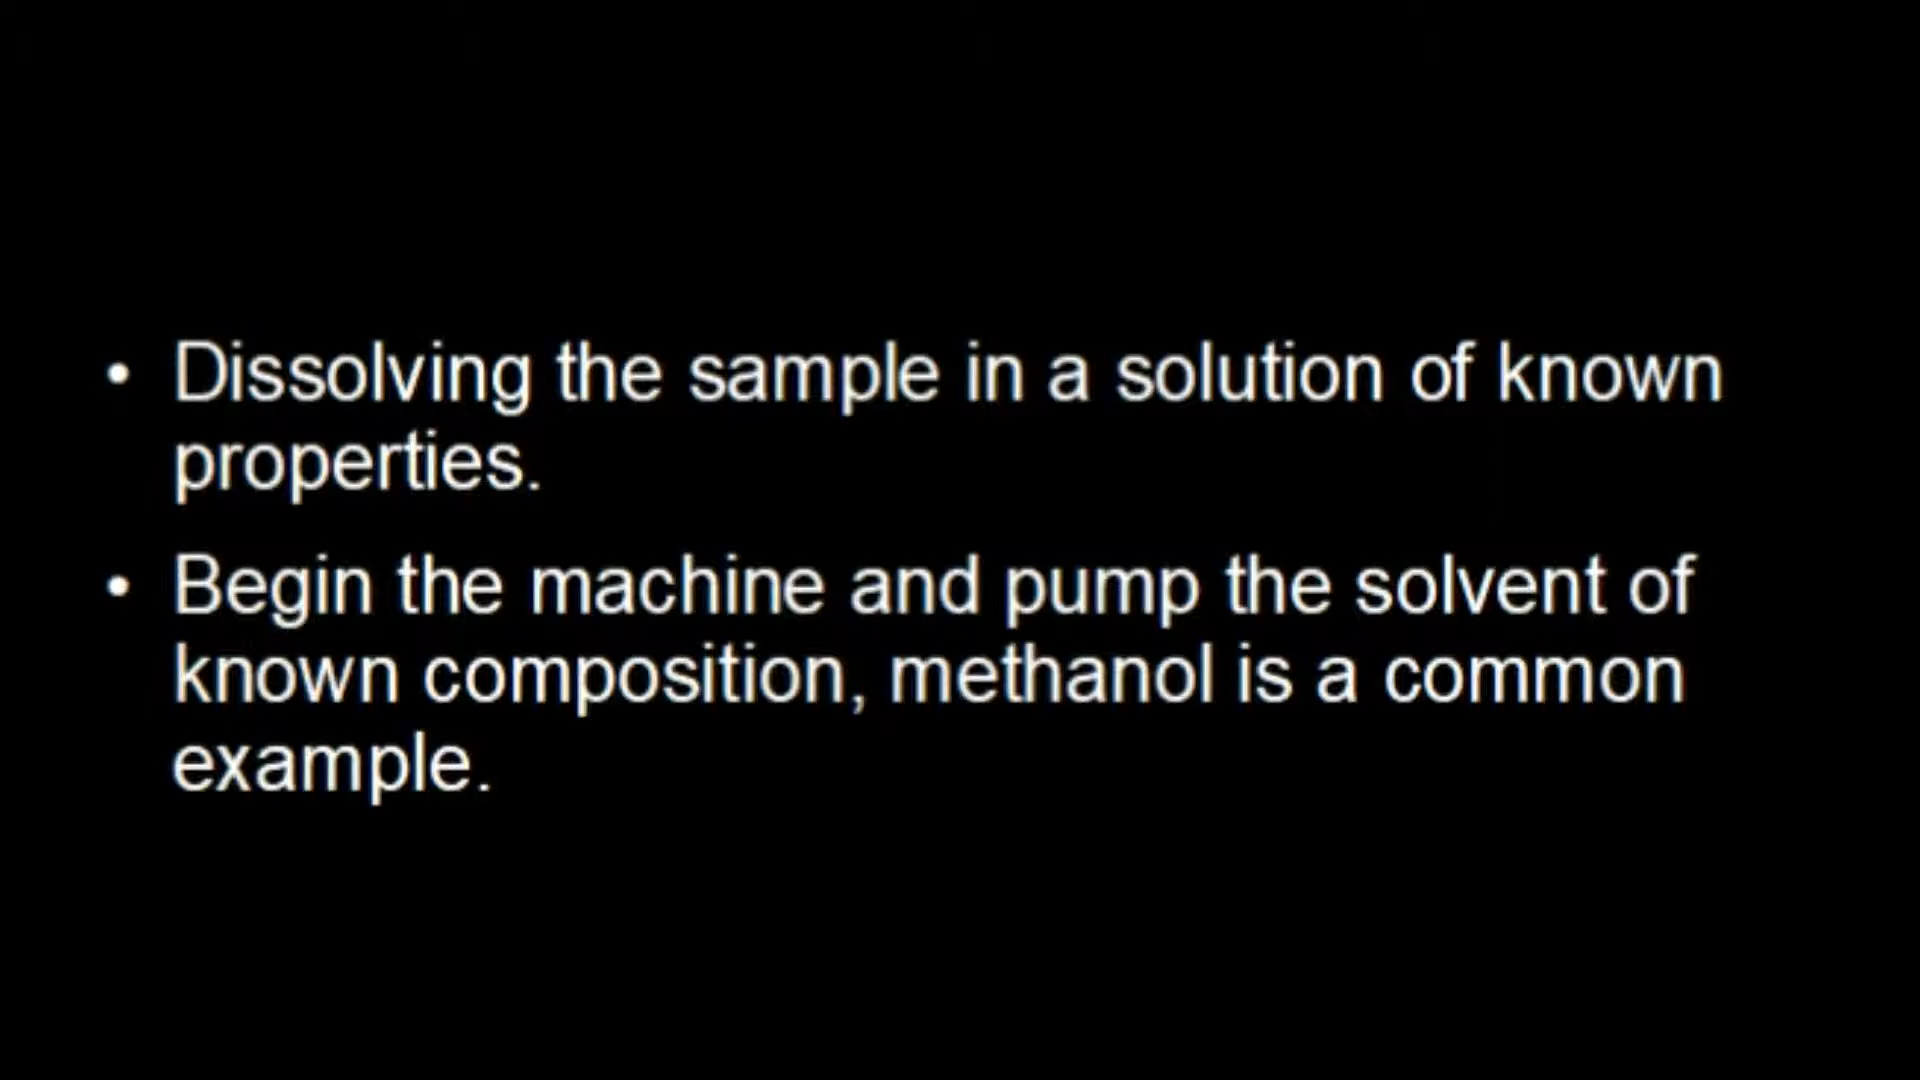 • Dissolving the sample in a solution of known
properties.
• Begin the machine and pump the solvent of
known composition, methanol is a common
example.